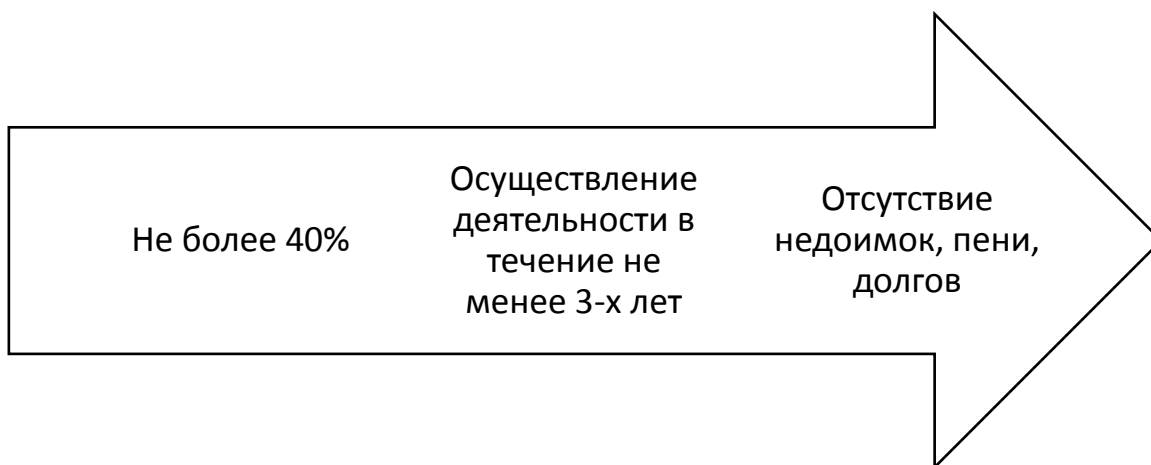 Не более 40%
Осуществление
деятельности в
течение не
менее 3-х лет
Отсутствие
недоимок, пени,
долгов